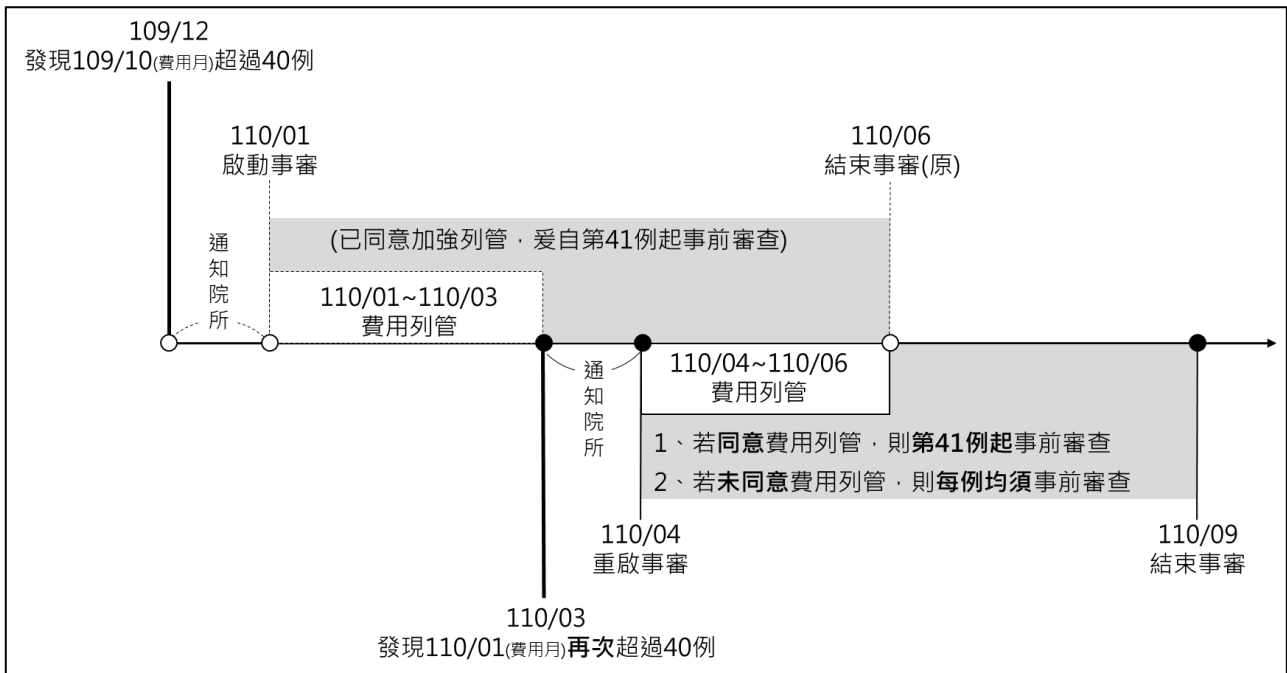 109/12
發現109/10(費用月)超過40例
110/01
啟動事審
110/06
結束事審(原)
通知院所
(已同意加強列管，爰自第41例起事前審查)
110/01~110/03
費用列管
通知院所
110/04~110/06
費用列管
1、若同意費用列管，則第41例起事前審查
2、若未同意費用列管，則每例均須事前審查
110/04
重啟事審
110/09
結束事審
110/03
發現110/01(費用月)再次超過40例